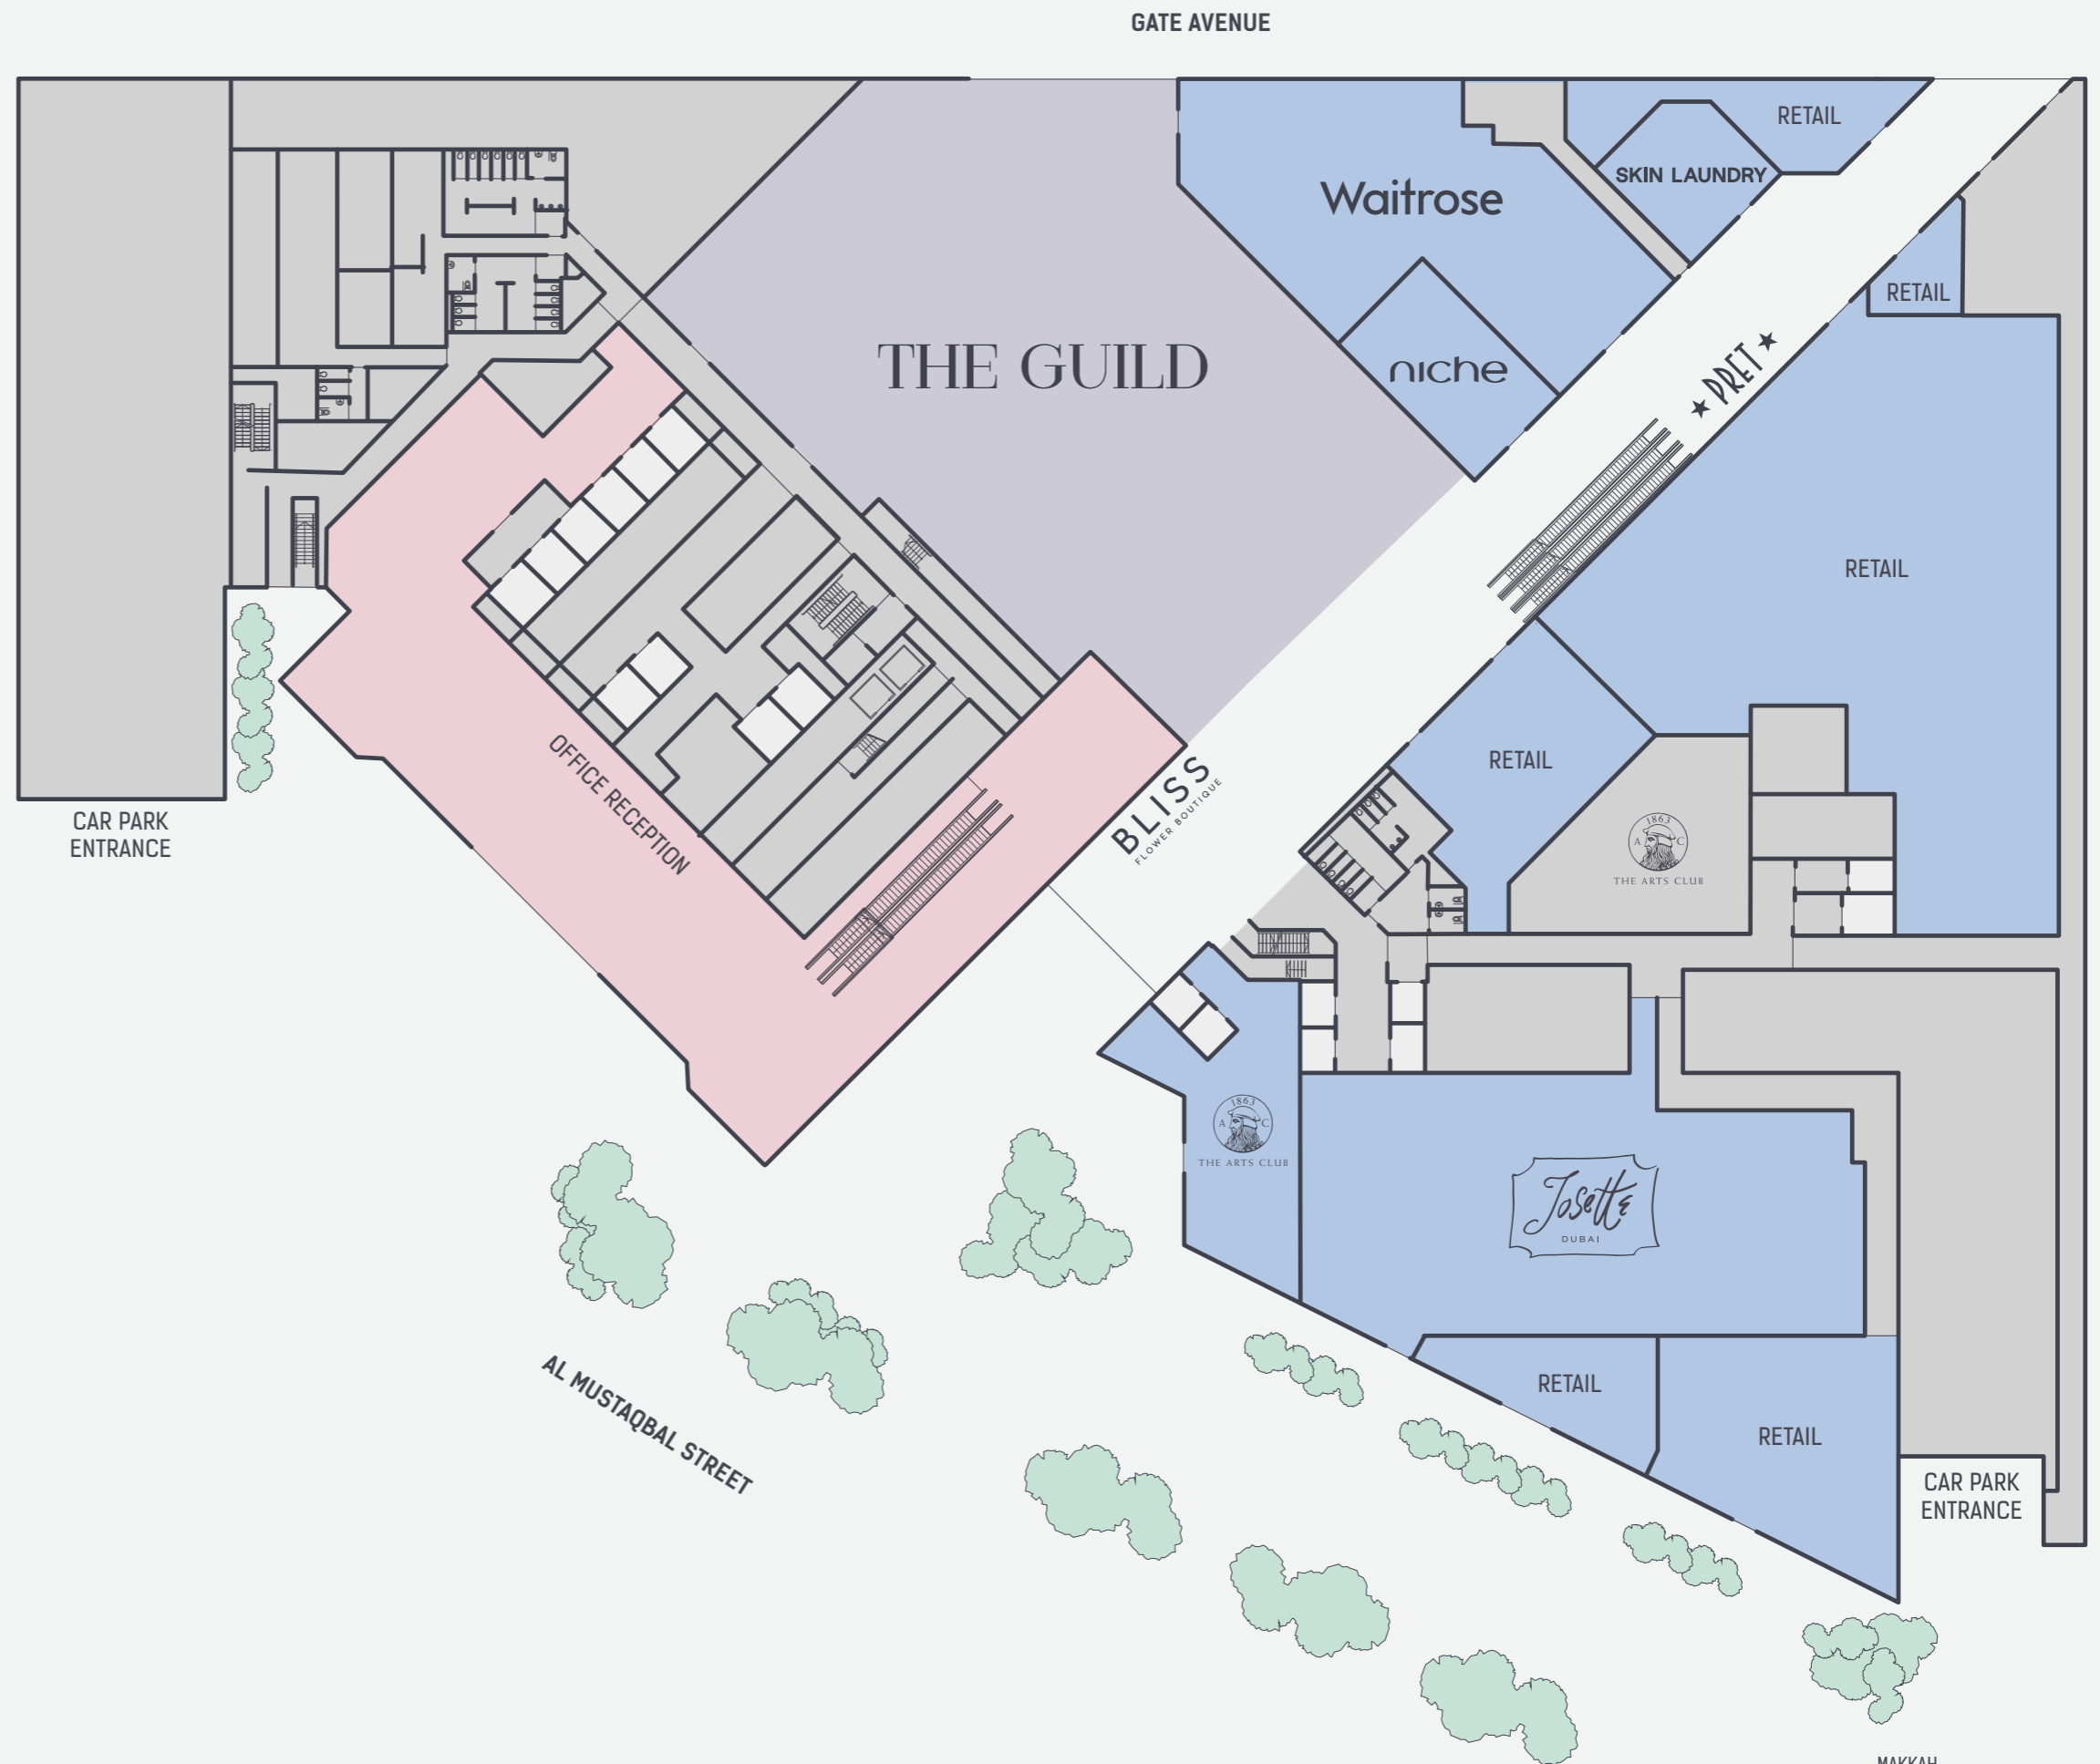 GATE AVENUE
RETAIL
SKIN LAUNDRY
Waitrose
RETAIL
THE GUILD
niche
★ PRET ★
RETAIL
OFFICE RECEPTION
RETAIL
BLISS
FLOWER BOUTIQUE
CAR PARK
ENTRANCE
1863
A C
THE ARTS CLUB
1863
A C
THE ARTS CLUB
Josette
DUBAI
AL MUSTAQBAL STREET
RETAIL
RETAIL
CAR PARK
ENTRANCE
MAKKAH